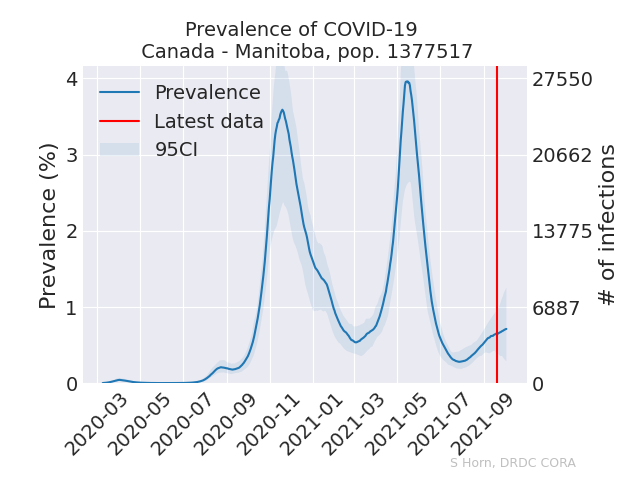 Prevalence of COVID-19
Canada - Manitoba, pop. 1377517
Prevalence
Latest data
95CI
Prevalence (%)
4
3
2
1
0
27550
20662
13775
6887
0
# of infections
2020-03
2020-05
2020-07
2020-09
2020-11
2021-01
2021-03
2021-05
2021-07
2021-09
S Horn, DRDC CORA